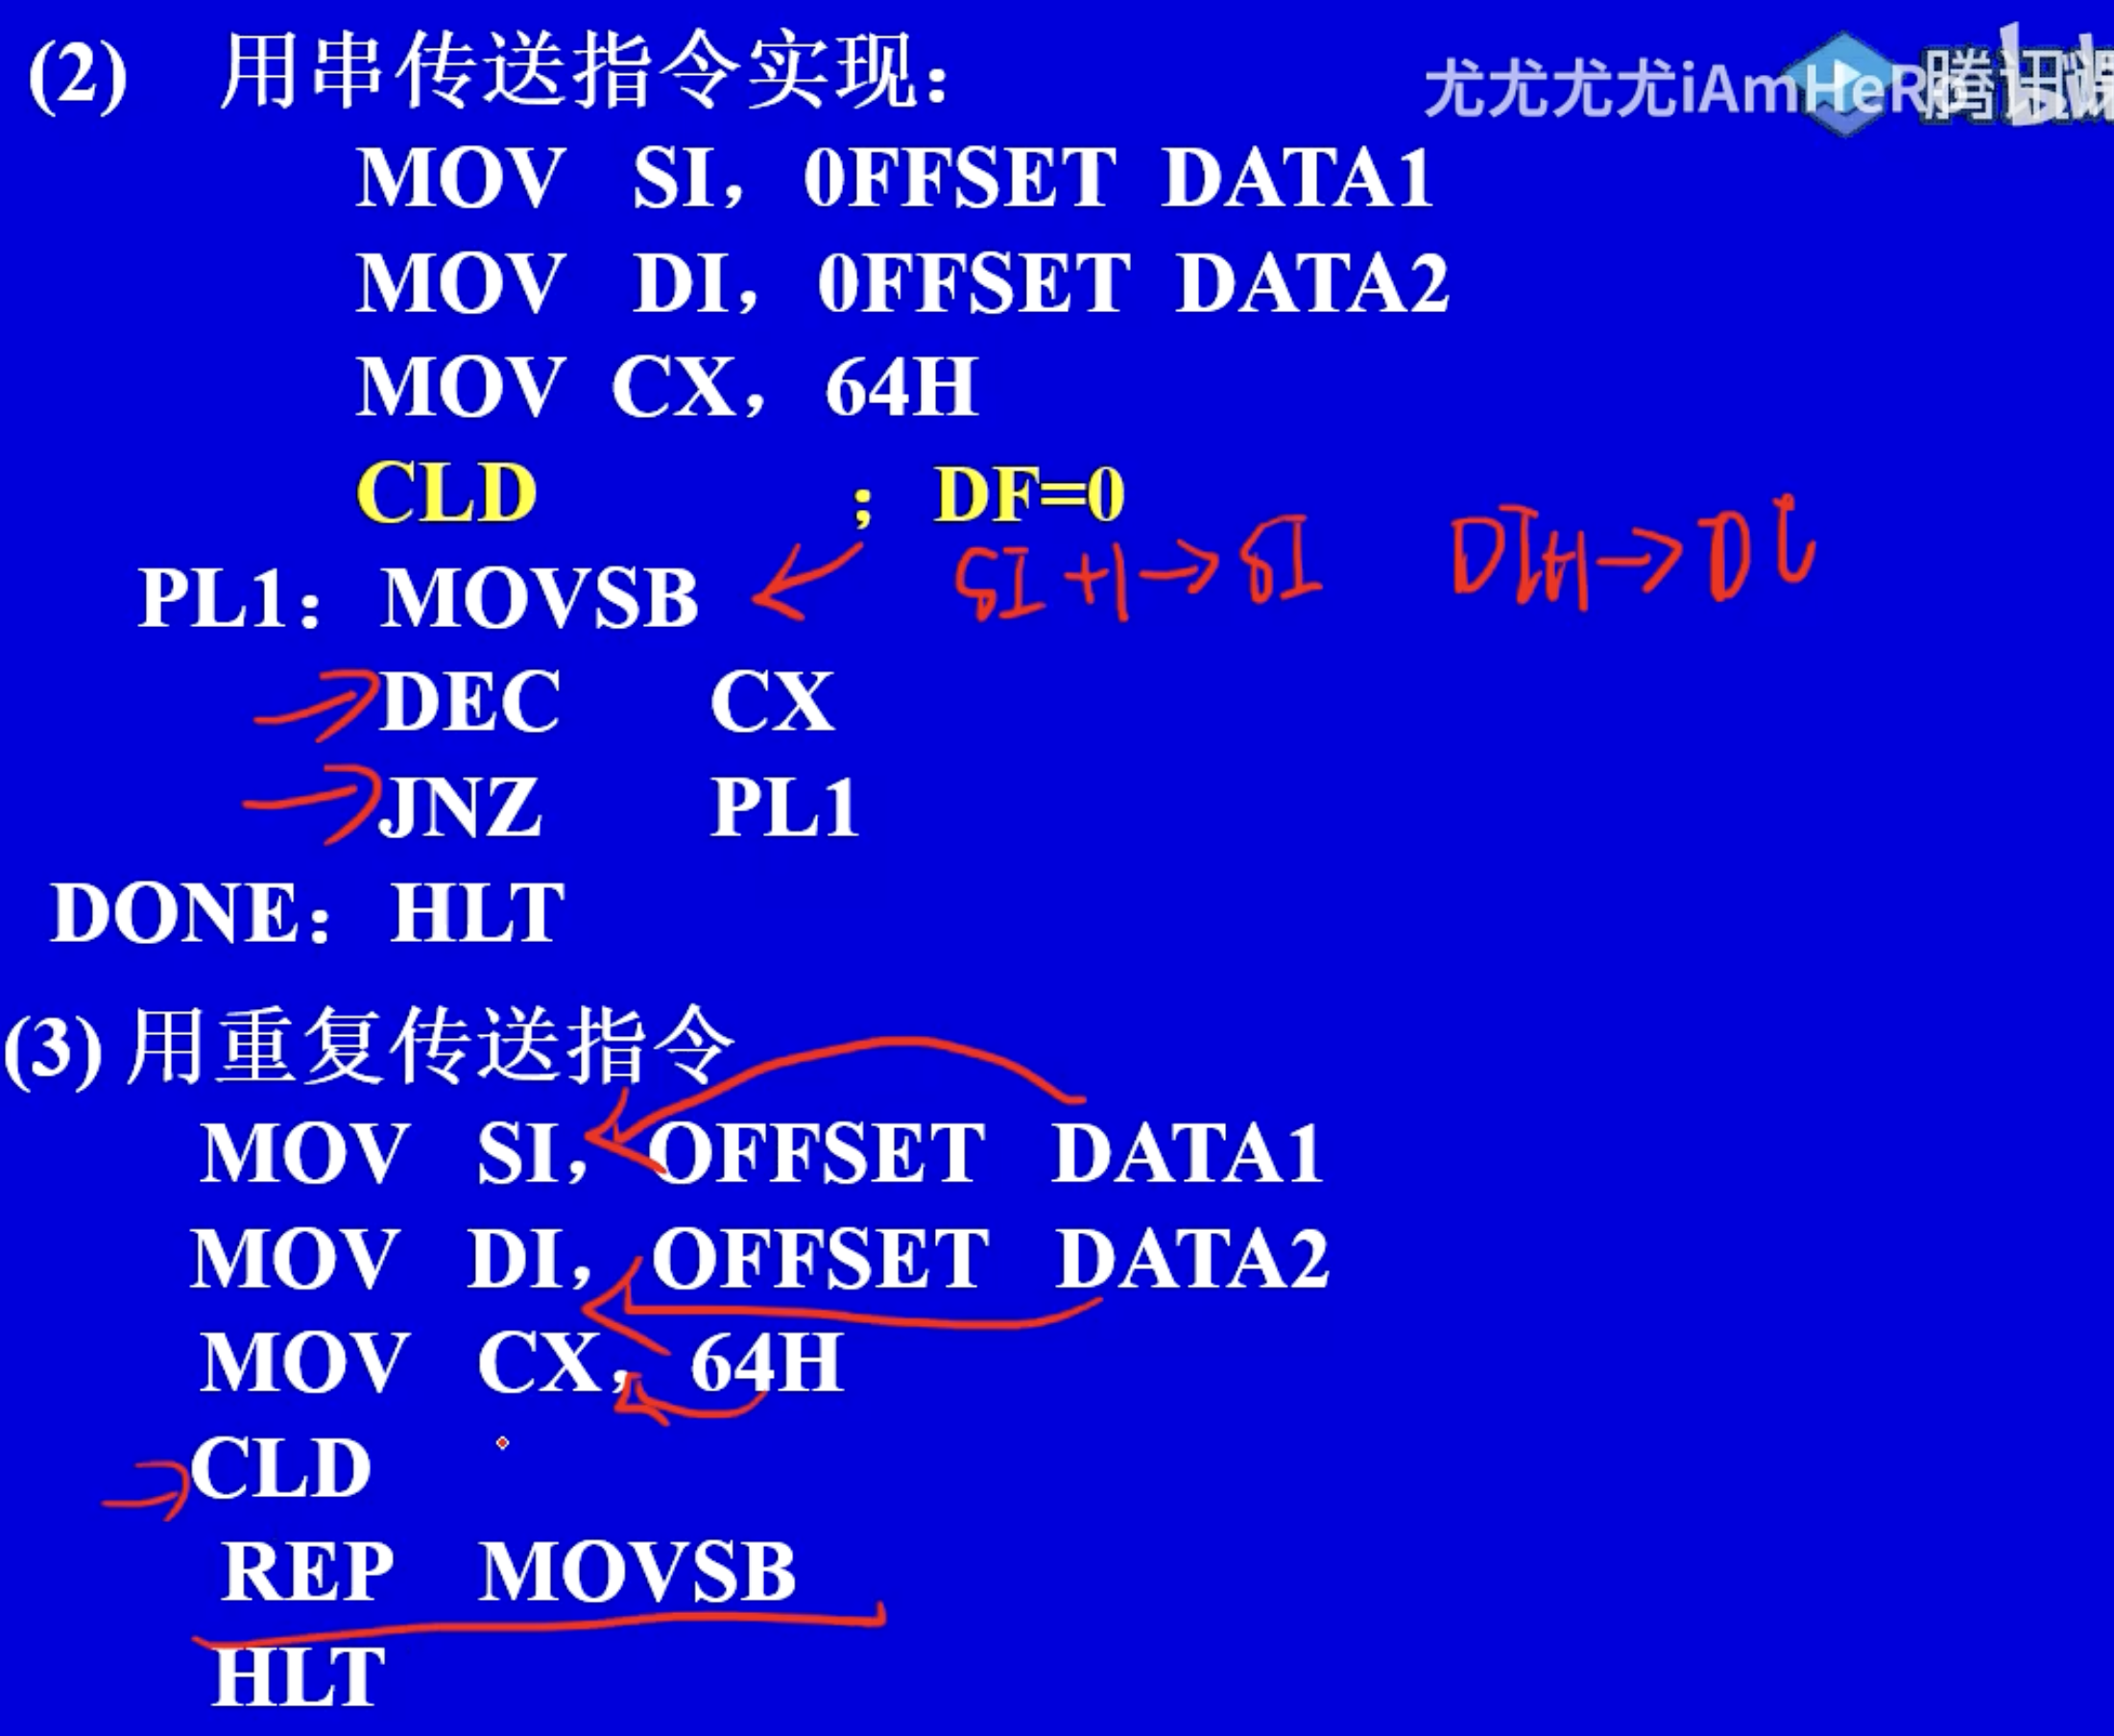 (2) 用串传送指令实现：
尤尤尤尤iAmHeR
MOV SI， 0FFSET DATA1
MOV DI， 0FFSET DATA2
MOV CX， 64H
CLD ； DF=0
SI+1→SI DI+1→DI
PL1： MOVSB
DEC CX
JNZ PL1
DONE： HLT
(3) 用重复传送指令
MOV SI， OFFSET DATA1
MOV DI， OFFSET DATA2
MOV CX， 64H
CLD
REP MOVSB
HLT